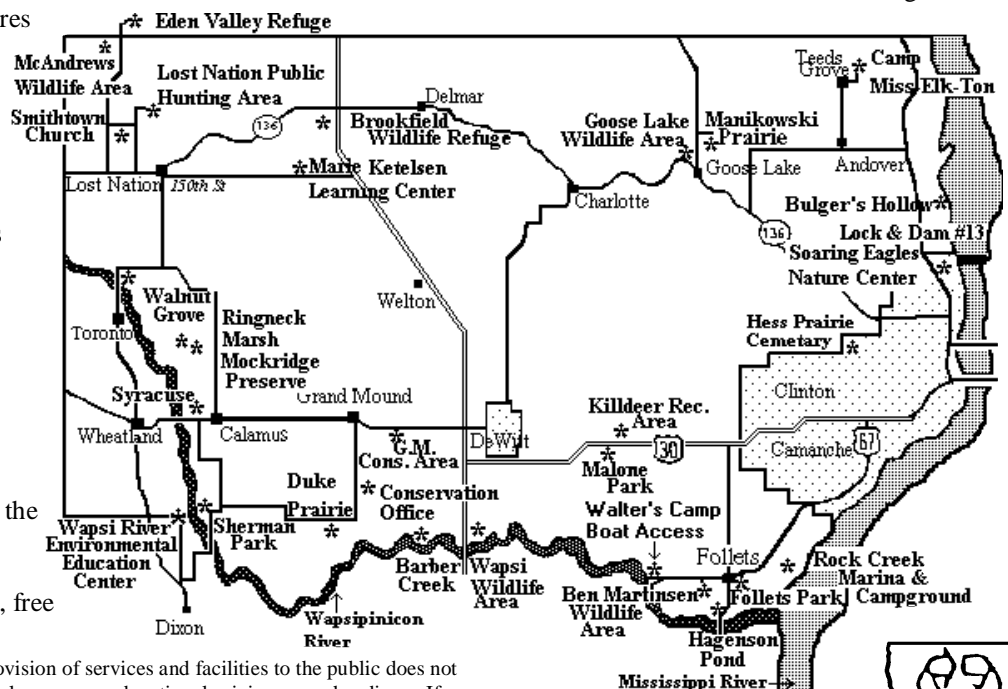 res
Eden Valley Refuge
McAndrews
Wildlife Area
Lost Nation Public
Hunting Area
Smithtown
Church
136
Delmar
Brookfield
Wildlife Refuge
Goose Lake
Wildlife Area
Manikowski
Prairie
Teeds
Grove
Camp
Miss-Elk-Ton
Lost Nation
150th St
Marie Ketelsen
Learning Center
Charlotte
Goose Lake
Andover
Bulger's Hollow
136
Lock & Dam #13
Soaring Eagles
Nature Center
s
Welton
Walnut
Grove
Toronto
Ringneck
Marsh
Mockridge
Preserve
Hess Prairie
Cemetary
Syracuse
Grand Mound
Clinton
Wheatland
Calamus
G.M.
Cons. Area
DeWitt
Killdeer Rec.
Area
30
Malone
Park
Camanche
67
Duke
Prairie
Conservation
Office
Walter's Camp
Boat Access
the
Wapsi River
Environmental
Education
Center
Sherman
Park
Barber
Creek
Wapsi
Wildlife
Area
Follets
Ben Martinsen
Wildlife
Area
Follets Park
Rock Creek
Marina &
Campground
, free
Dixon
Wapsipinicon
River
Hagenson
Pond
Mississippi River
ovision of services and facilities to the public does not